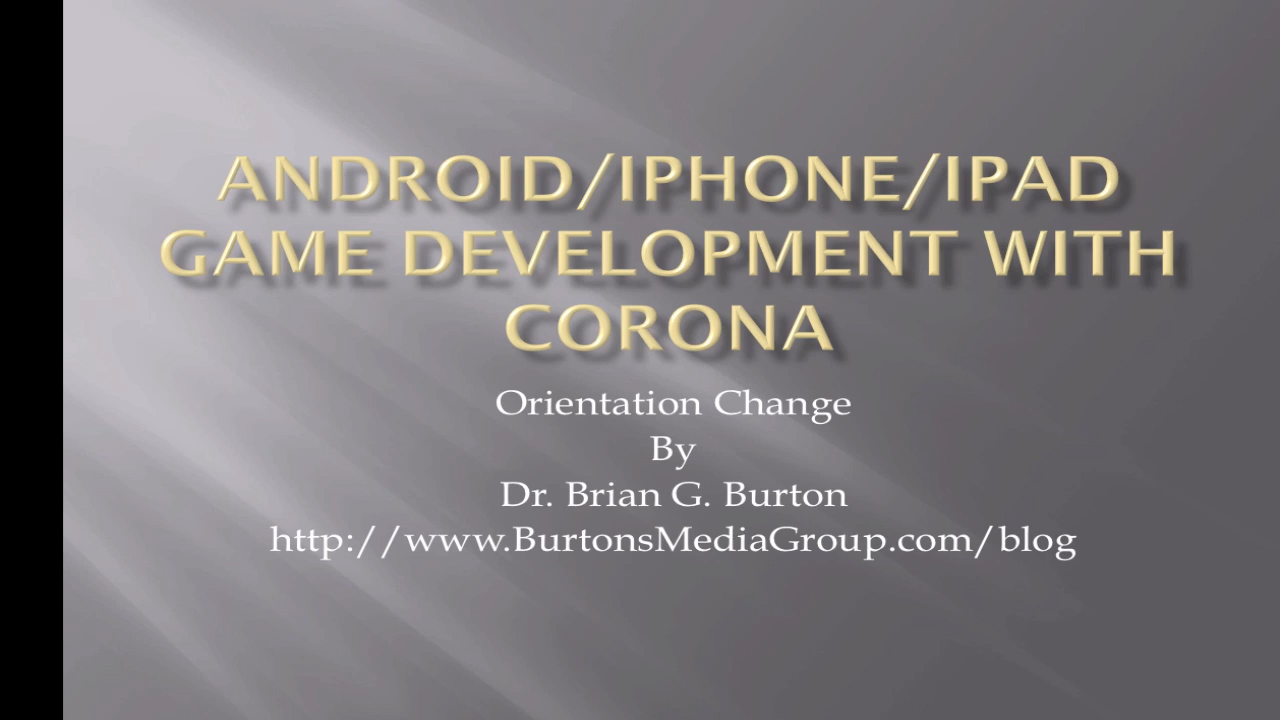 ANDROID/IPHONE/IPAD
GAME DEVELOPMENT WITH
CORONA
Orientation Change
By
Dr. Brian G. Burton
http://www.BurtonsMediaGroup.com/blog